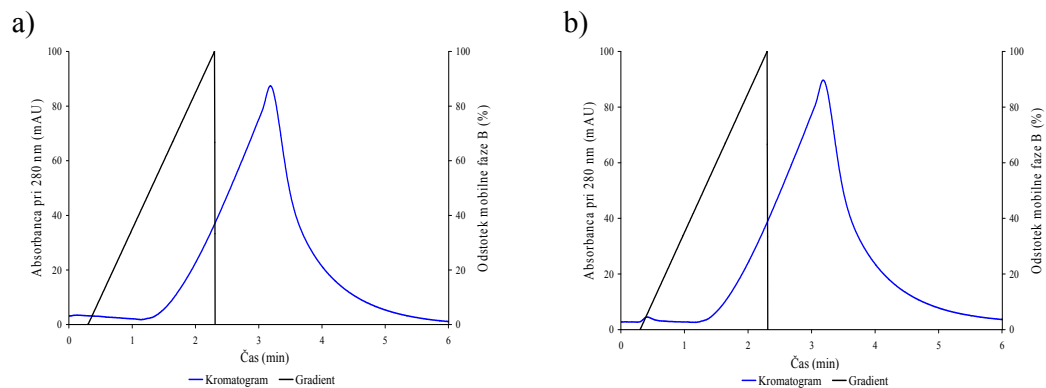 a)
Absorbanca pri 280 nm (mAU)
100
80
60
40
20
0
0 1 2 3 4 5 6
Čas (min)
100
80
60
40
20
0
Odstotek mobilne faze B (%)
Kromatogram Gradient
b)
Absorbanca pri 280 nm (mAU)
100
80
60
40
20
0
0 1 2 3 4 5 6
Čas (min)
100
80
60
40
20
0
Odstotek mobilne faze B (%)
Kromatogram Gradient